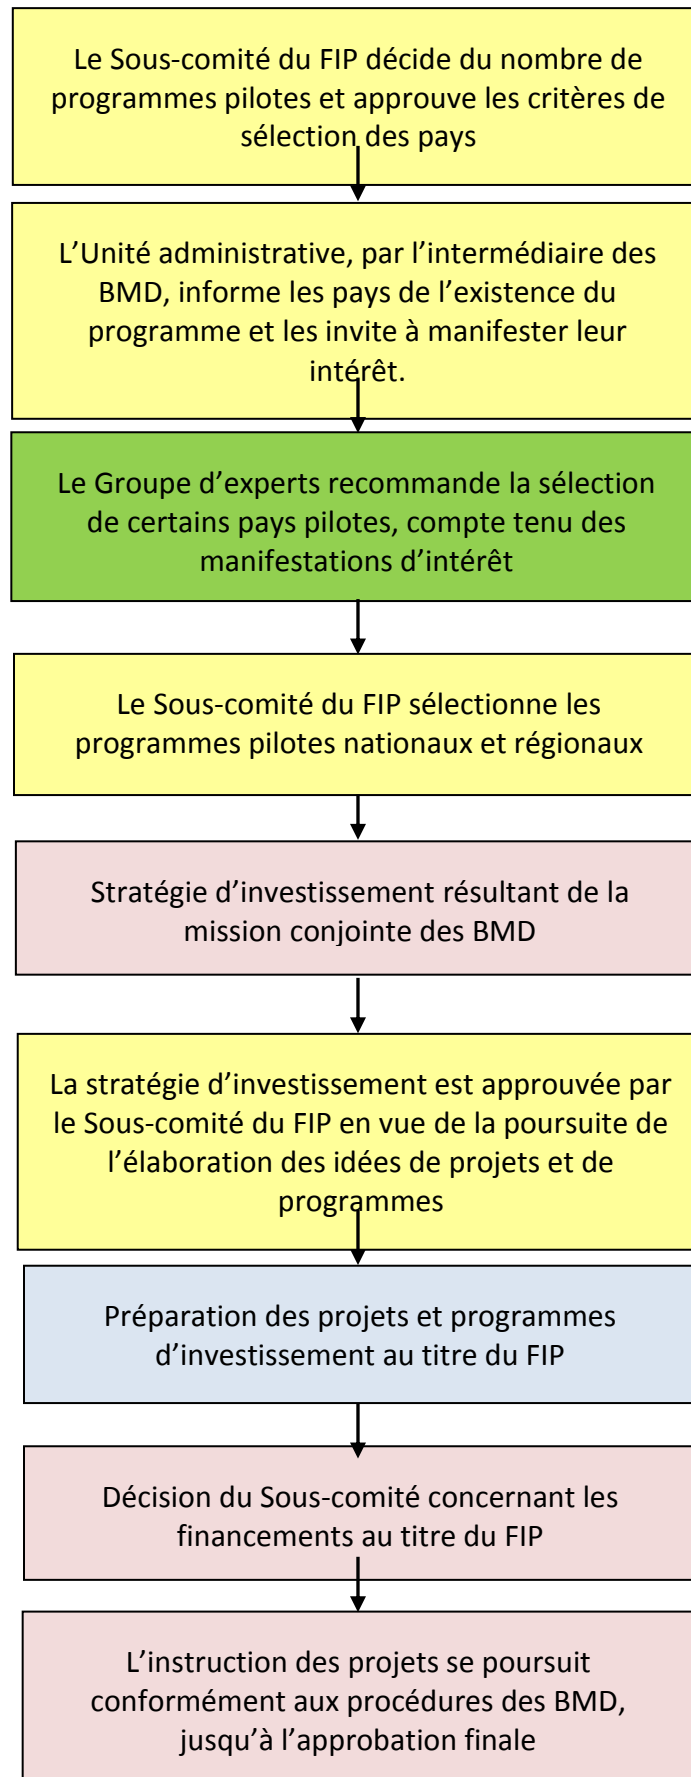 Le Sous-comité du FIP décide du nombre de
programmes pilotes et approuve les critères de
sélection des pays
L’Unité administrative, par l’intermédiaire des
BMD, informe les pays de l’existence du
programme et les invite à manifester leur
intérêt.
Le Groupe d’experts recommande la sélection
de certains pays pilotes, compte tenu des
manifestations d’intérêt
Le Sous-comité du FIP sélectionne les
programmes pilotes nationaux et régionaux
Stratégie d’investissement résultant de la
mission conjointe des BMD
La stratégie d’investissement est approuvée par
le Sous-comité du FIP en vue de la poursuite de
l’élaboration des idées de projets et de
programmes
Préparation des projets et programmes
d’investissement au titre du FIP
Décision du Sous-comité concernant les
financements au titre du FIP
L’instruction des projets se poursuit
conformément aux procédures des BMD,
jusqu’à l’approbation finale